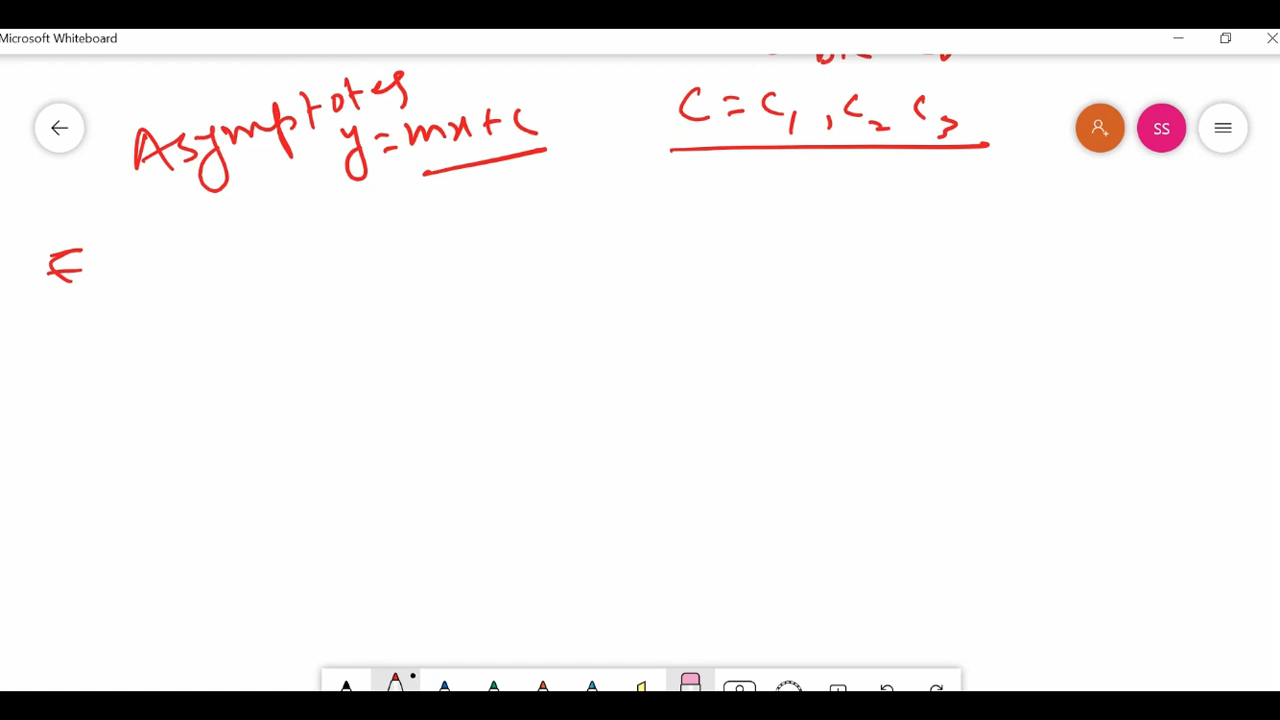 Microsoft Whiteboard
SS
Asymptotes
y = mx + c
C = C₁, C₂ C₃
E